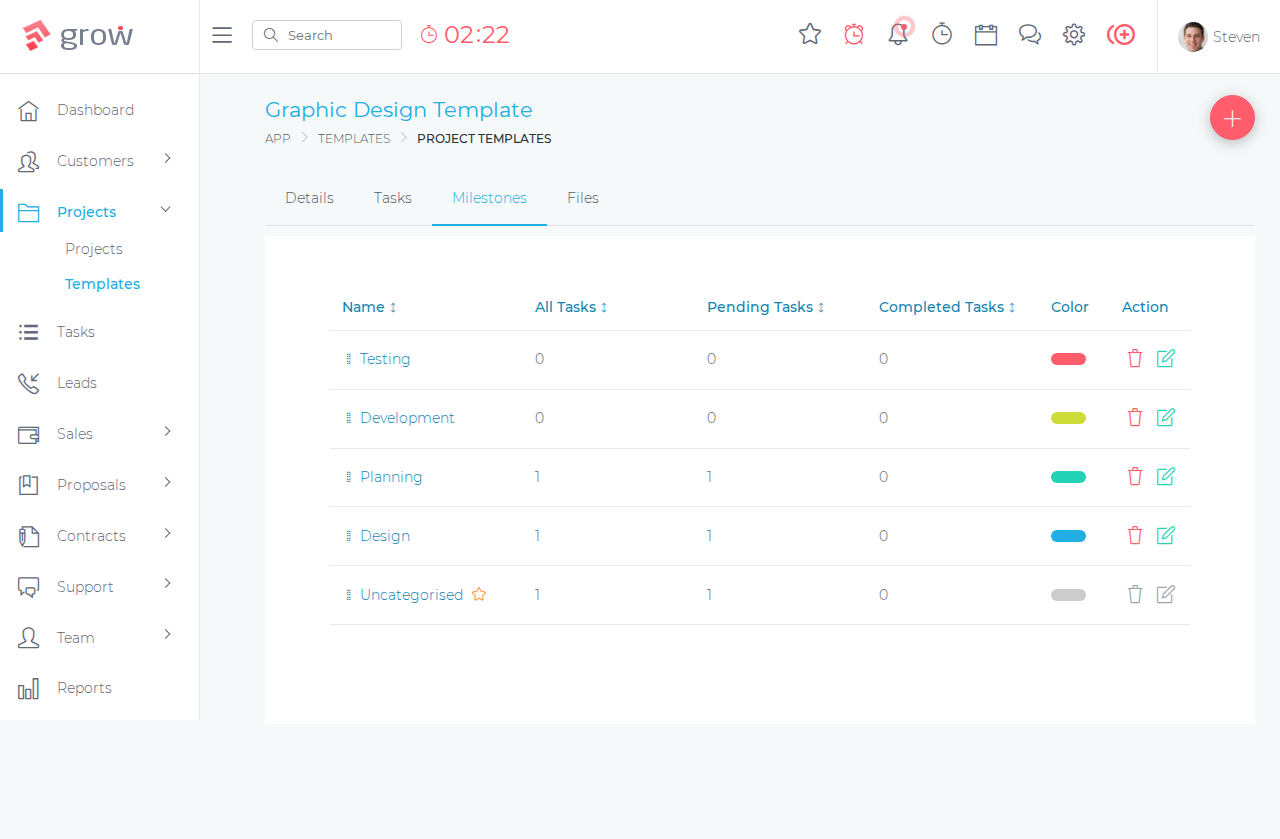 grow
Search
02:22
Steven
Dashboard
Customers
Projects
Projects
Templates
Tasks
Leads
Sales
Proposals
Contracts
Support
Team
Reports
Graphic Design Template
APP TEMPLATES PROJECT TEMPLATES
Details Tasks Milestones Files
Name All Tasks Pending Tasks Completed Tasks Color Action
Testing 0 0 0
Development 0 0 0
Planning 1 1 0
Design 1 1 0
Uncategorised 1 1 0